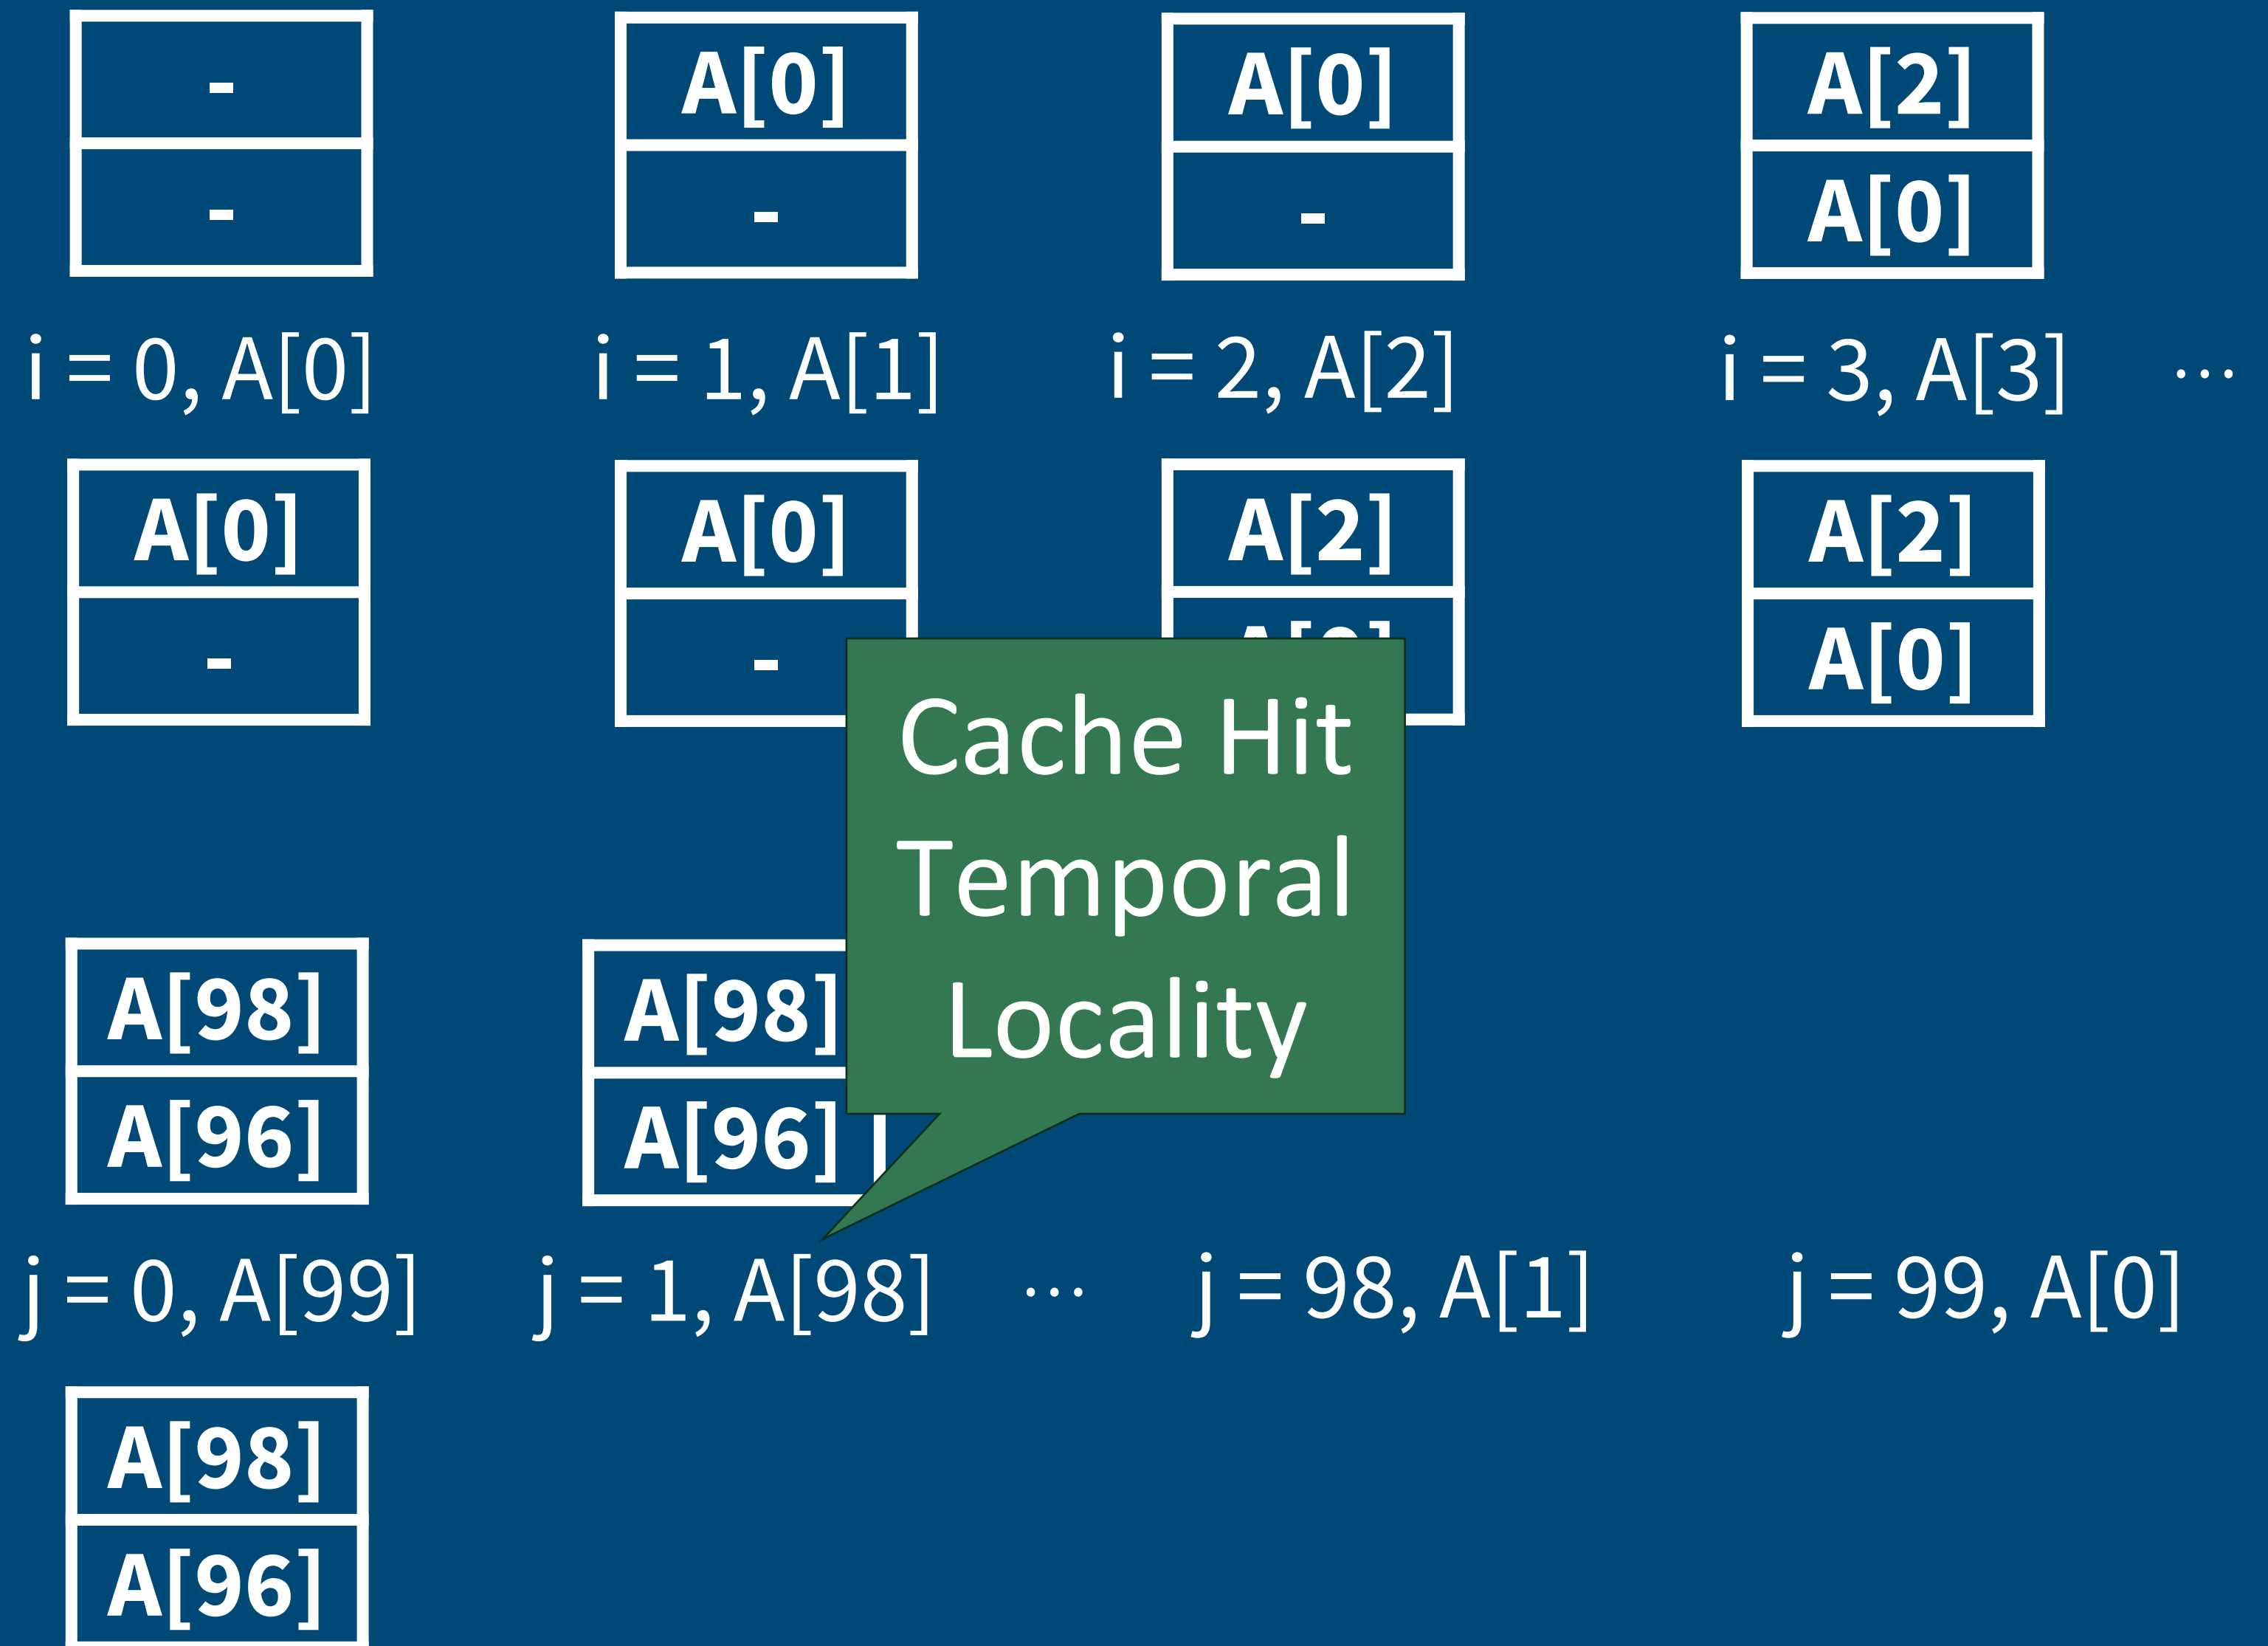 -
-
A[0]
-
A[0]
-
A[2]
A[0]
i = 0, A[0]
i = 1, A[1]
i = 2, A[2]
i = 3, A[3]
...
A[0]
-
A[0]
-
A[2]
A[2]
A[0]
Cache Hit
Temporal
Locality
A[98]
A[96]
A[98]
A[96]
j = 0, A[99]
j = 1, A[98]
...
j = 98, A[1]
j = 99, A[0]
A[98]
A[96]